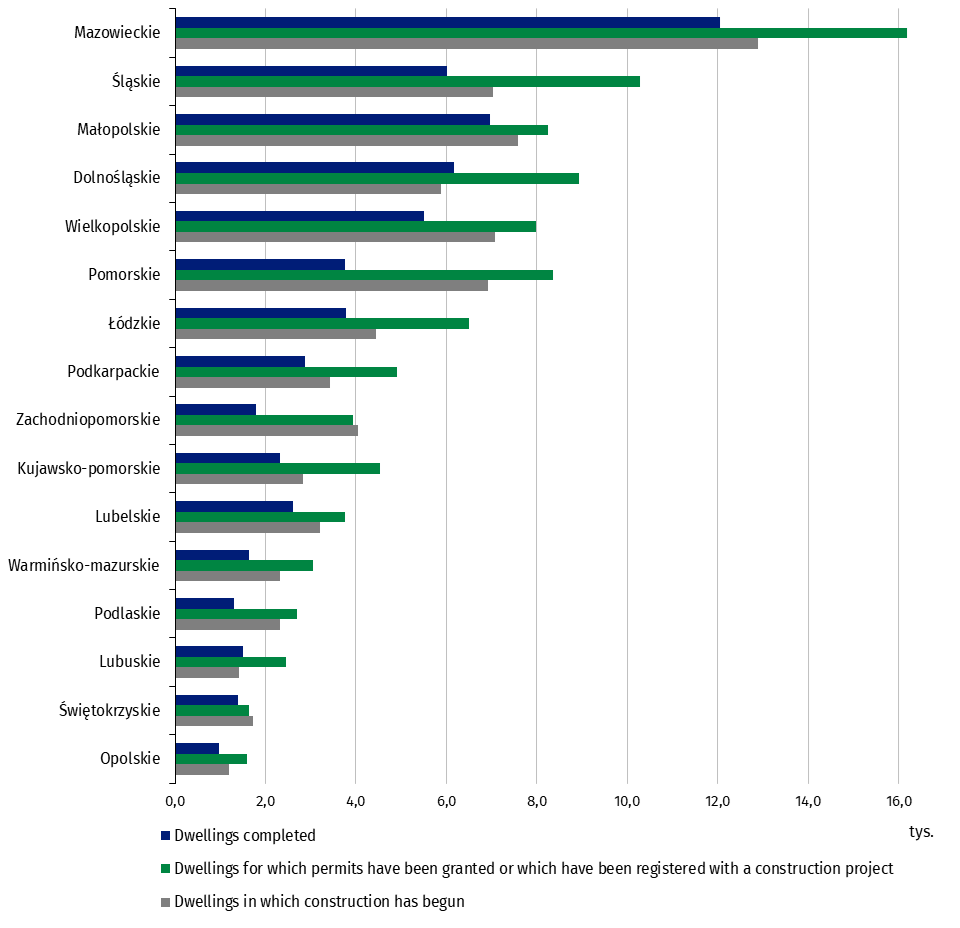 Mazowieckie
Śląskie
Małopolskie
Dolnośląskie
Wielkopolskie
Pomorskie
Łódzkie
Podkarpackie
Zachodniopomorskie
Kujawsko-pomorskie
Lubelskie
Warmińsko-mazurskie
Podlaskie
Lubuskie
Świętokrzyskie
Opolskie
0,0 2,0 4,0 6,0 8,0 10,0 12,0 14,0 16,0
tys.
Dwellings completed
Dwellings for which permits have been granted or which have been registered with a construction project
Dwellings in which construction has begun